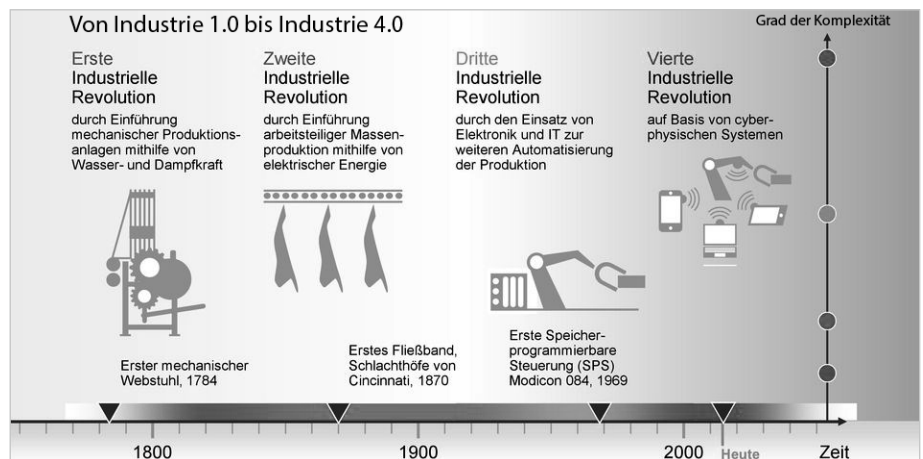 Von Industrie 1.0 bis Industrie 4.0
Grad der Komplexität
Erste
Industrielle
Revolution
durch Einführung
mechanischer Produktions-
anlagen mithilfe von
Wasser- und Dampfkraft
Zweite
Industrielle
Revolution
durch Einführung
arbeitsteiliger Massen-
produktion mithilfe von
elektrischer Energie
Dritte
Industrielle
Revolution
durch den Einsatz von
Elektronik und IT zur
weiteren Automatisierung
der Produktion
Vierte
Industrielle
Revolution
auf Basis von cyber-
physischen Systemen
Erster mechanischer
Webstuhl, 1784
Erstes Fließband,
Schlachthöfe von
Cincinnati, 1870
Erste Speicher-
programmierbare
Steuerung (SPS)
Modicon 084, 1969
1800
1900
2000
Heute
Zeit